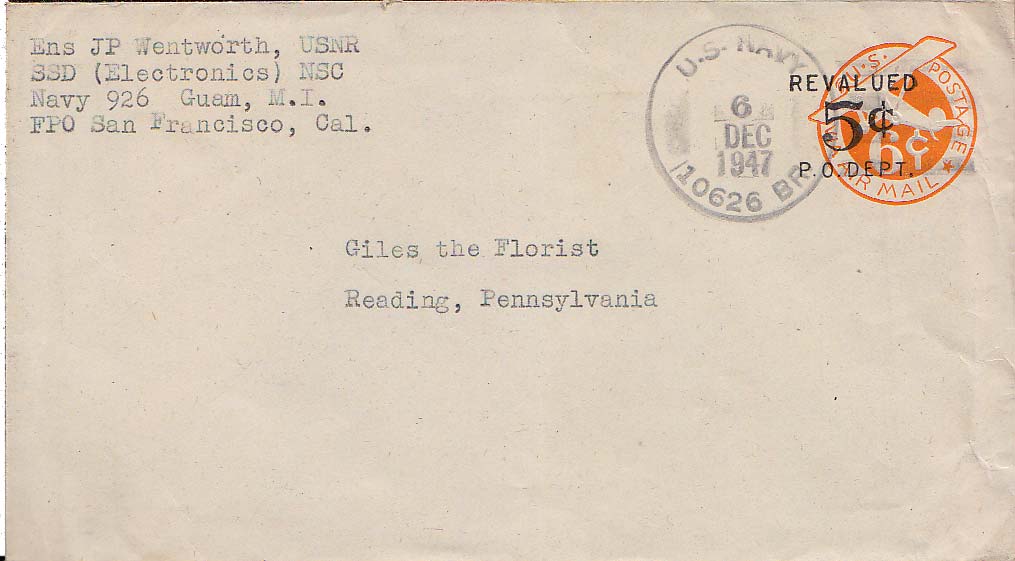 Ens JP Wentworth, USNR
SSD (Electronics) NSC
Navy 926 Guam, M.I.
FPO San Francisco, Cal.
U.S. NAVY
6
DEC
1947
10626 BR.
REVALUED
5¢
P.O.DEPT.
U.S. POSTAGE
6¢
AIR MAIL
Giles the Florist
Reading, Pennsylvania